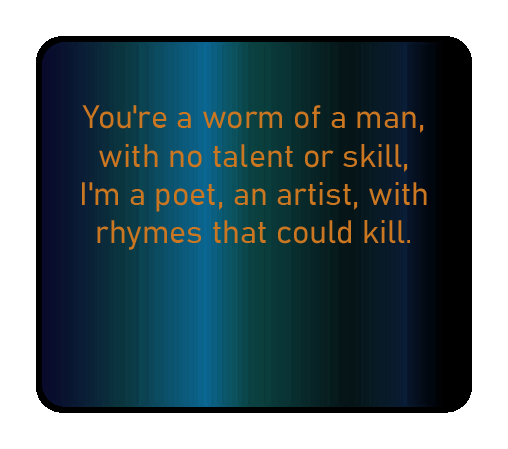 You're a worm of a man,
with no talent or skill,
I'm a poet, an artist, with
rhymes that could kill.